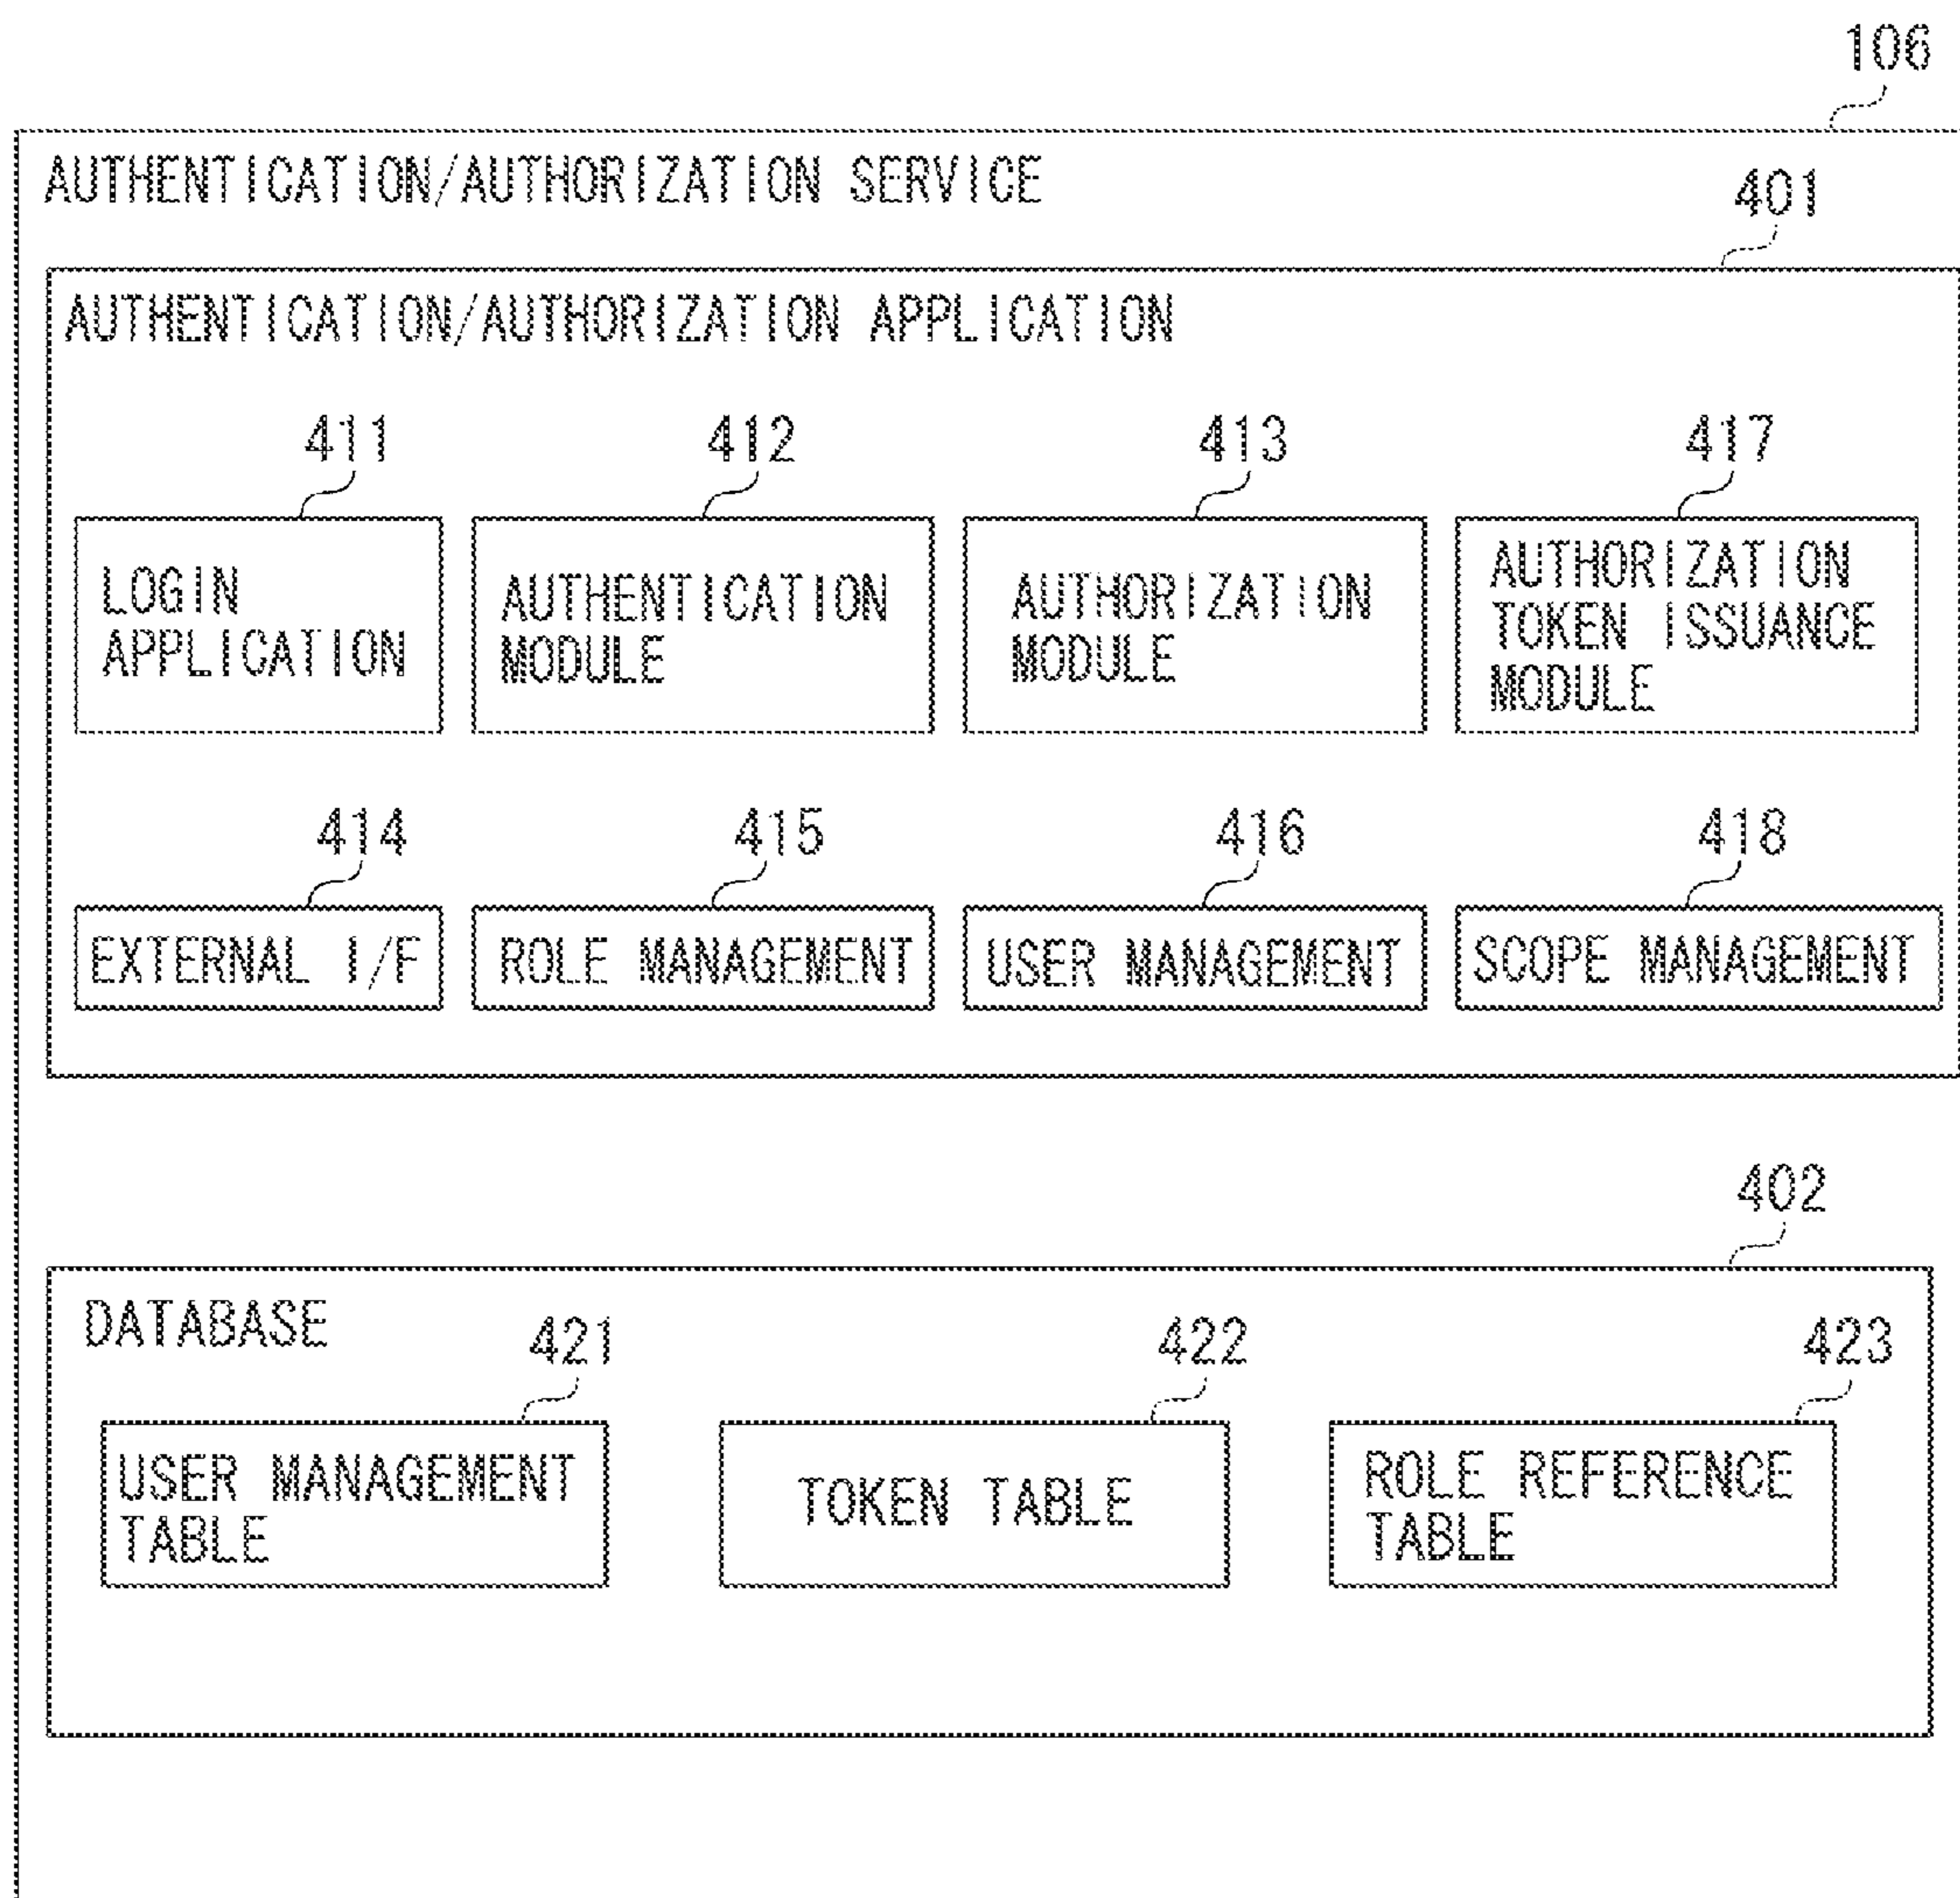 106
AUTHENTICATION/AUTHORIZATION SERVICE
401
AUTHENTICATION/AUTHORIZATION APPLICATION
411
412
413
417
LOGIN
APPLICATION
AUTHENTICATION
MODULE
AUTHORIZATION
MODULE
AUTHORIZATION
TOKEN ISSUANCE
MODULE
414
415
416
418
EXTERNAL I/F
ROLE MANAGEMENT
USER MANAGEMENT
SCOPE MANAGEMENT
402
DATABASE
421
422
423
USER MANAGEMENT
TABLE
TOKEN TABLE
ROLE REFERENCE
TABLE